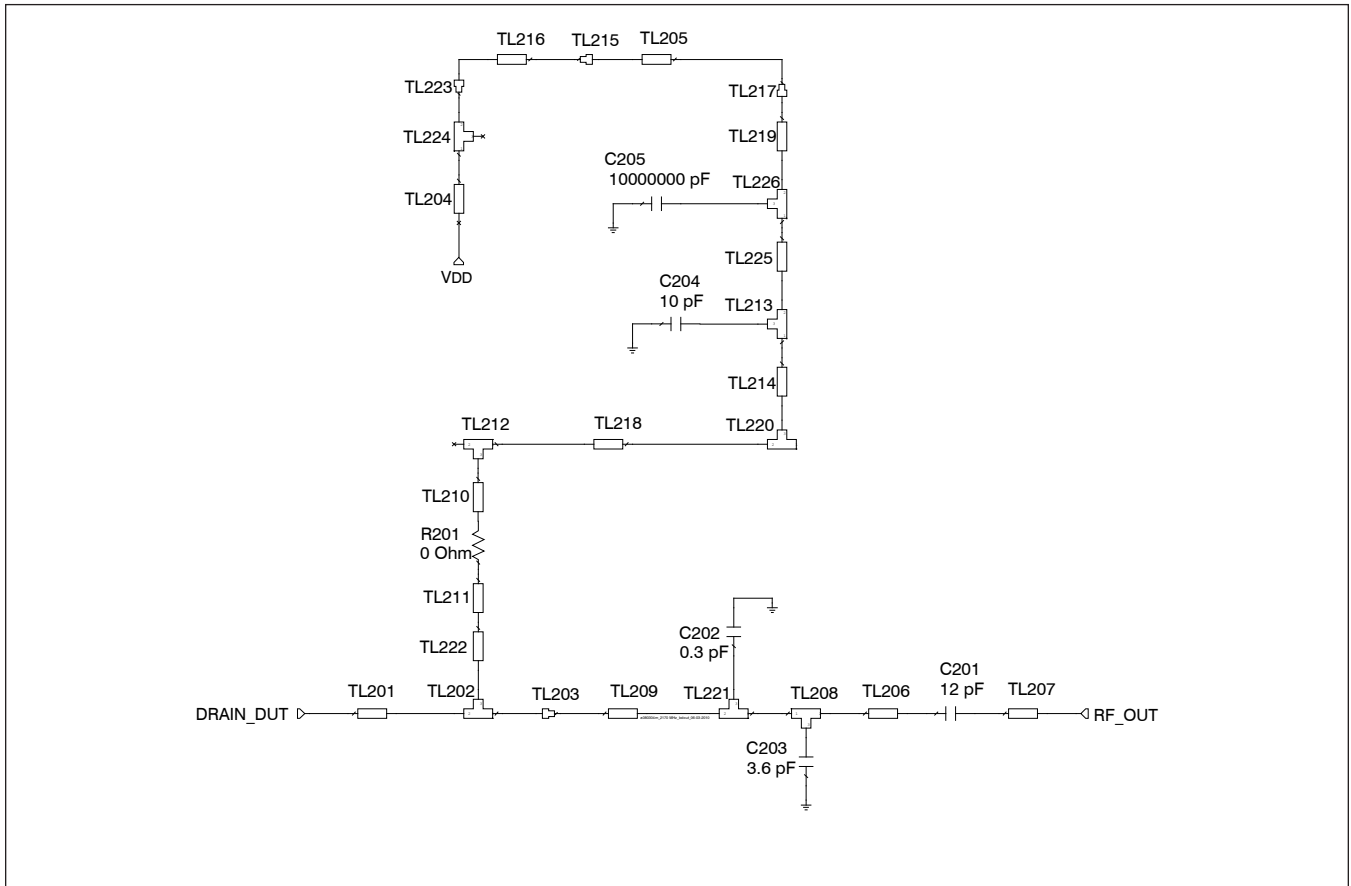 TL216
TL215
TL205
TL223
TL217
TL224
TL219
C205
10000000 pF
TL226
TL204
TL225
VDD
C204
10 pF
TL213
TL214
TL212
TL218
TL220
TL210
R201
0 Ohm
TL211
C202
0.3 pF
TL222
DRAIN_DUT
TL201
TL202
TL203
TL209
TL221
TL208
TL206
C201
12 pF
TL207
RF_OUT
C203
3.6 pF